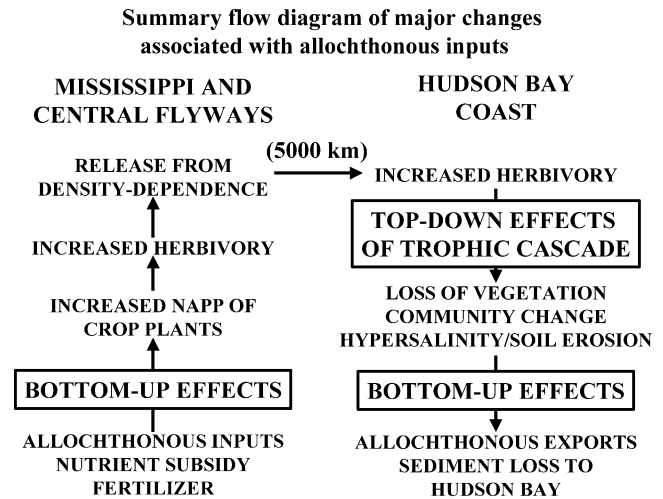 Summary flow diagram of major changes
associated with allochthonous inputs
MISSISSIPPI AND
CENTRAL FLYWAYS
RELEASE FROM
DENSITY-DEPENDENCE
INCREASED HERBIVORY
INCREASED NAPP OF
CROP PLANTS
BOTTOM-UP EFFECTS
ALLOCHTHONOUS INPUTS
NUTRIENT SUBSIDY
FERTILIZER
(5000 km)
HUDSON BAY
COAST
INCREASED HERBIVORY
TOP-DOWN EFFECTS
OF TROPHIC CASCADE
LOSS OF VEGETATION
COMMUNITY CHANGE
HYPERSALINITY/SOIL EROSION
BOTTOM-UP EFFECTS
ALLOCHTHONOUS EXPORTS
SEDIMENT LOSS TO
HUDSON BAY